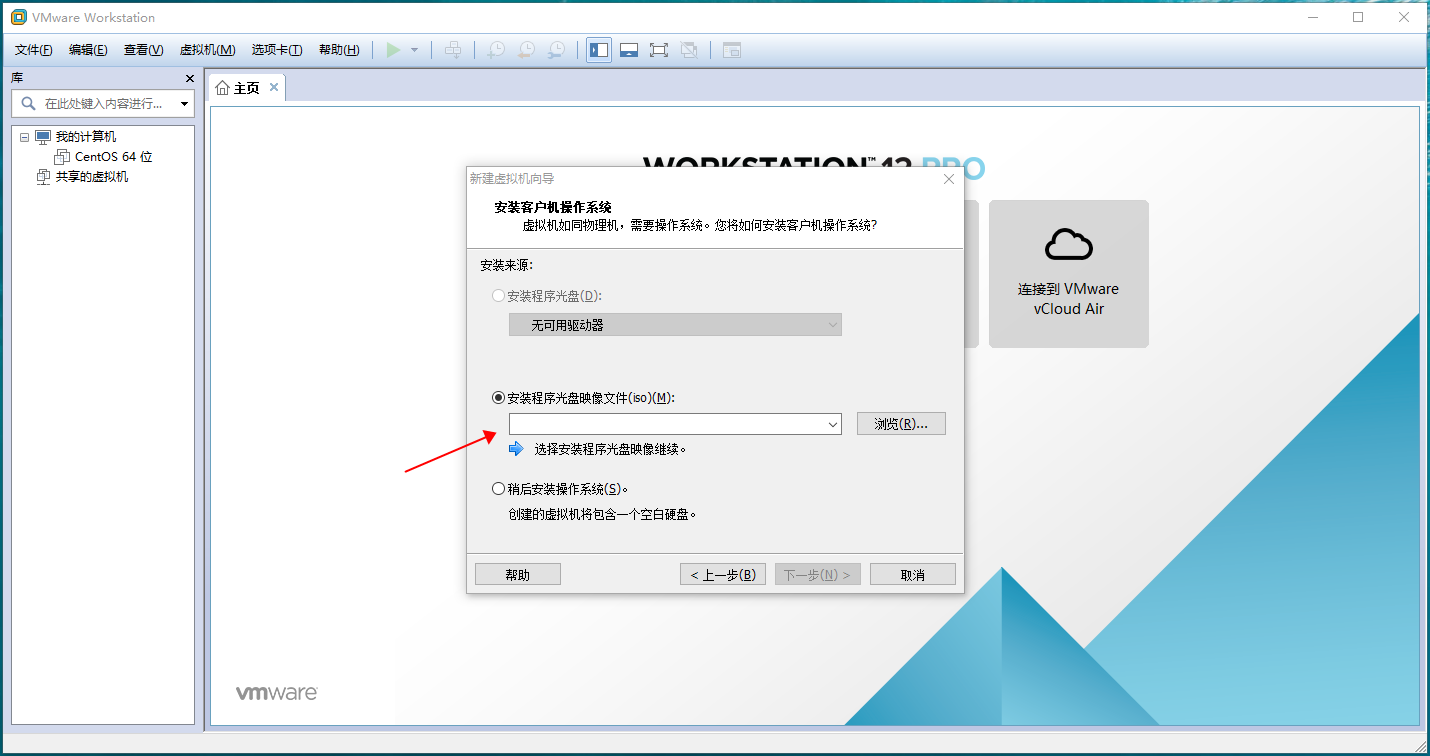 VMware Workstation
文件(F) 编辑(E) 查看(V) 虚拟机(M) 选项卡(T) 帮助(H)
库
在此处键入内容进行...
我的计算机
CentOS 64 位
共享的虚拟机
主页
WORKSTATION™ 12 PRO
新建虚拟机向导
安装客户机操作系统
虚拟机如同物理机，需要操作系统。您将如何安装客户机操作系统?
安装来源:
安装程序光盘(D):
无可用驱动器
安装程序光盘映像文件(iso)(M):
浏览(R)...
选择安装程序光盘映像继续。
稍后安装操作系统(S)。
创建的虚拟机将包含一个空白硬盘。
帮助 < 上一步(B) 下一步(N) > 取消
连接到 VMware
vCloud Air
vmware